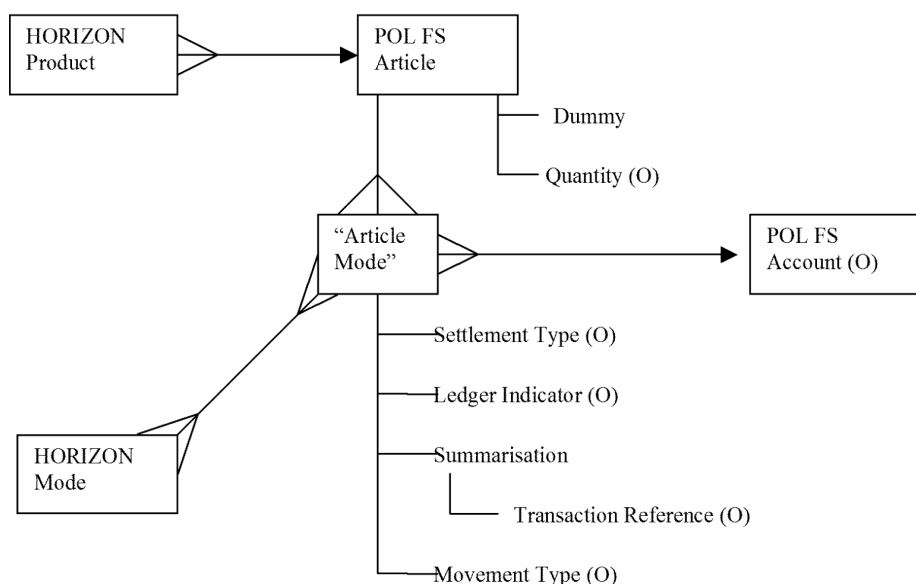 HORIZON
Product
POL FS
Article
Dummy
Quantity (O)
“Article
Mode”
POL FS
Account (O)
Settlement Type (O)
Ledger Indicator (O)
Summarisation
Transaction Reference (O)
Movement Type (O)
HORIZON
Mode